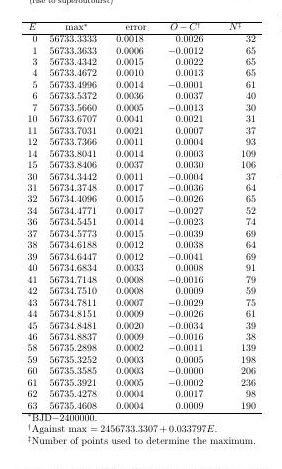 (rise to superoutburst)
E max* error O − C† N‡
0 56733.3333 0.0018 0.0026 32
1 56733.3633 0.0006 −0.0012 65
3 56733.4342 0.0015 0.0022 65
4 56733.4672 0.0010 0.0013 65
5 56733.4996 0.0014 −0.0001 61
6 56733.5372 0.0036 0.0037 40
7 56733.5660 0.0005 −0.0013 30
10 56733.6707 0.0041 0.0021 31
11 56733.7031 0.0021 0.0007 37
12 56733.7366 0.0011 0.0004 93
14 56733.8041 0.0014 0.0003 109
15 56733.8406 0.0037 0.0030 106
30 56734.3442 0.0011 −0.0004 37
31 56734.3748 0.0017 −0.0036 64
32 56734.4096 0.0015 −0.0026 65
34 56734.4771 0.0017 −0.0027 52
36 56734.5451 0.0014 −0.0023 74
37 56734.5773 0.0015 −0.0039 69
38 56734.6188 0.0012 0.0038 64
39 56734.6447 0.0012 −0.0041 69
40 56734.6834 0.0033 0.0008 91
41 56734.7148 0.0008 −0.0016 79
42 56734.7510 0.0008 0.0009 59
43 56734.7811 0.0007 −0.0029 75
44 56734.8151 0.0009 −0.0026 61
45 56734.8481 0.0020 −0.0034 39
46 56734.8837 0.0009 −0.0016 38
58 56735.2898 0.0002 −0.0011 139
59 56735.3252 0.0003 0.0005 198
60 56735.3585 0.0003 −0.0000 206
61 56735.3921 0.0005 −0.0002 236
62 56735.4278 0.0004 0.0017 98
63 56735.4608 0.0004 0.0009 190
*BJD−2400000.
†Against max = 2456733.3307 + 0.033797E.
‡Number of points used to determine the maximum.